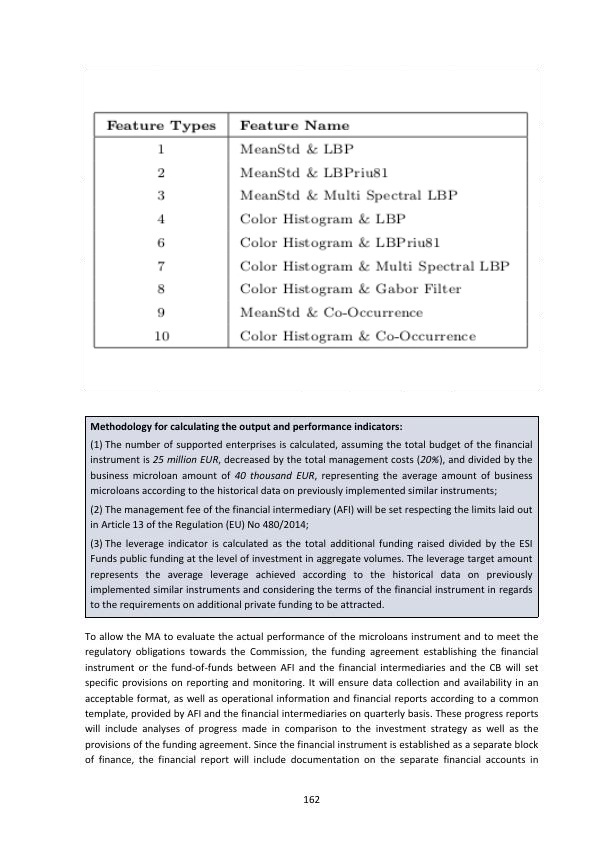 Feature Types Feature Name
1 MeanStd & LBP
2 MeanStd & LBPriu81
3 MeanStd & Multi Spectral LBP
4 Color Histogram & LBP
6 Color Histogram & LBPriu81
7 Color Histogram & Multi Spectral LBP
8 Color Histogram & Gabor Filter
9 MeanStd & Co-Occurrence
10 Color Histogram & Co-Occurrence
Methodology for calculating the output and performance indicators:
(1) The number of supported enterprises is calculated, assuming the total budget of the financial
instrument is 25 million EUR, decreased by the total management costs (20%), and divided by the
business microloan amount of 40 thousand EUR, representing the average amount of business
microloans according to the historical data on previously implemented similar instruments;
(2) The management fee of the financial intermediary (AFI) will be set respecting the limits laid out
in Article 13 of the Regulation (EU) No 480/2014;
(3) The leverage indicator is calculated as the total additional funding raised divided by the ESI
Funds public funding at the level of investment in aggregate volumes. The leverage target amount
represents the average leverage achieved according to the historical data on previously
implemented similar instruments and considering the terms of the financial instrument in regards
to the requirements on additional private funding to be attracted.
To allow the MA to evaluate the actual performance of the microloans instrument and to meet the
regulatory obligations towards the Commission, the funding agreement establishing the financial
instrument or the fund-of-funds between AFI and the financial intermediaries and the CB will set
specific provisions on reporting and monitoring. It will ensure data collection and availability in an
acceptable format, as well as operational information and financial reports according to a common
template, provided by AFI and the financial intermediaries on quarterly basis. These progress reports
will include analyses of progress made in comparison to the investment strategy as well as the
provisions of the funding agreement. Since the financial instrument is established as a separate block
of finance, the financial report will include documentation on the separate financial accounts in
162